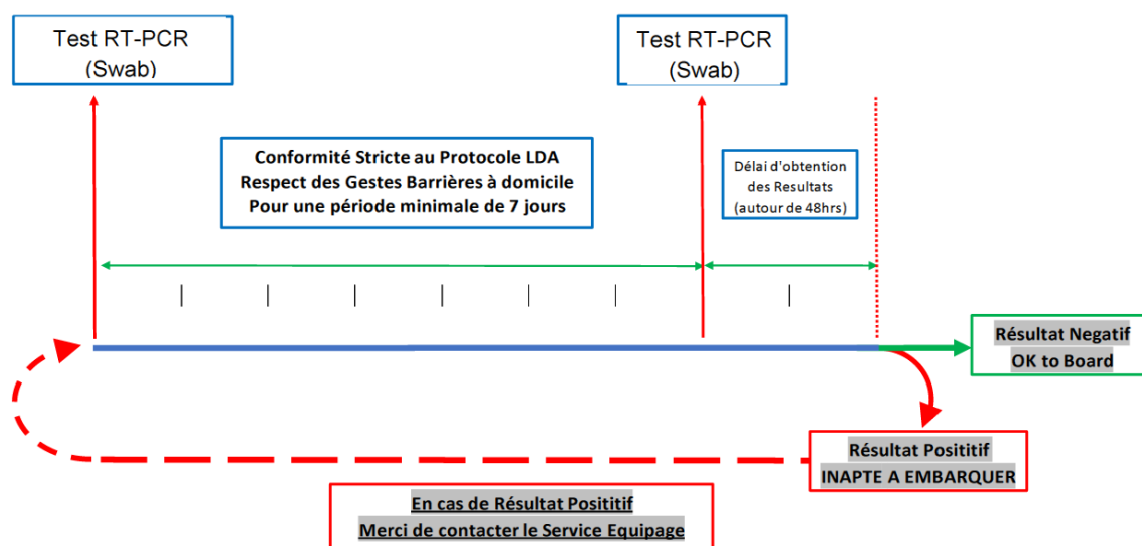 Test RT-PCR
(Swab)
Test RT-PCR
(Swab)
Conformité Stricte au Protocole LDA
Respect des Gestes Barrières à domicile
Pour une période minimale de 7 jours
Délai d'obtention
des Resultats
(autour de 48hrs)
Résultat Negatif
OK to Board
Résultat Posititif
INAPTE A EMBARQUER
En cas de Résultat Posititif
Merci de contacter le Service Equipage